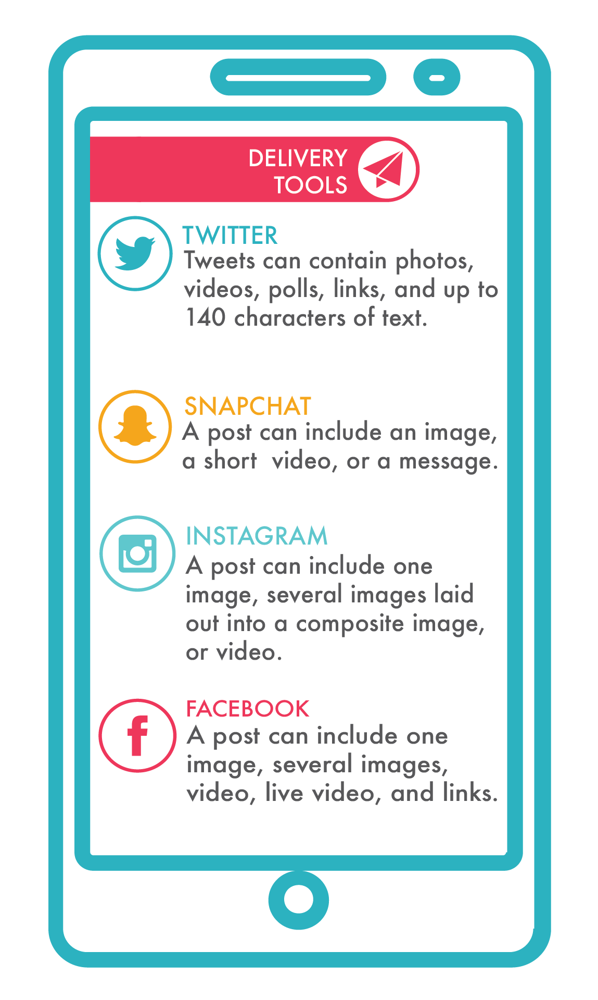 DELIVERY
TOOLS
TWITTER
Tweets can contain photos,
videos, polls, links, and up to
140 characters of text.
SNAPCHAT
A post can include an image,
a short  video, or a message.
INSTAGRAM
A post can include one
image, several images laid
out into a composite image,
or video.
FACEBOOK
A post can include one
image, several images,
video, live video, and links.